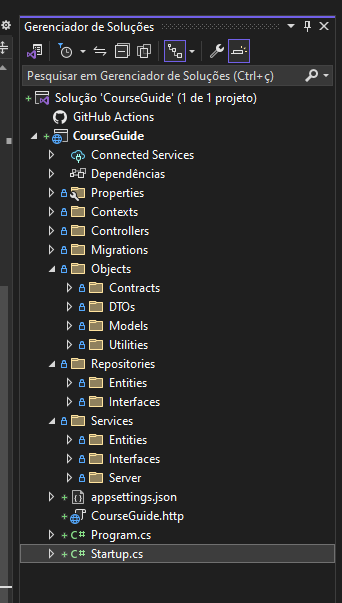 Gerenciador de Soluções
Pesquisar em Gerenciador de Soluções (Ctrl+ç)
Solução 'CourseGuide' (1 de 1 projeto)
GitHub Actions
CourseGuide
Connected Services
Dependências
Properties
Contexts
Controllers
Migrations
Objects
Contracts
DTOs
Models
Utilities
Repositories
Entities
Interfaces
Services
Entities
Interfaces
Server
appsettings.json
CourseGuide.http
C# Program.cs
C# Startup.cs